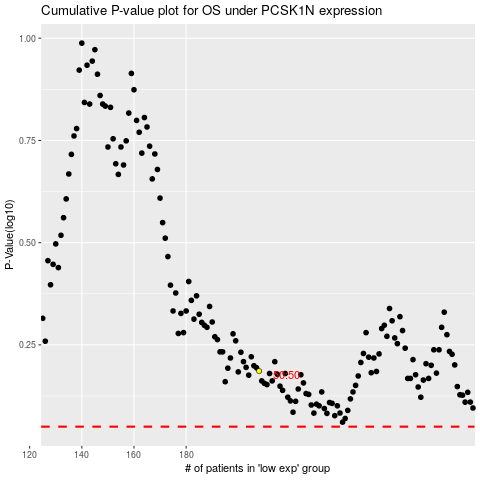 Cumulative P-value plot for OS under PCSK1N expression
P-Value(log10)
1.00
0.75
0.50
0.25
120
140
160
180
# of patients in 'low exp' group